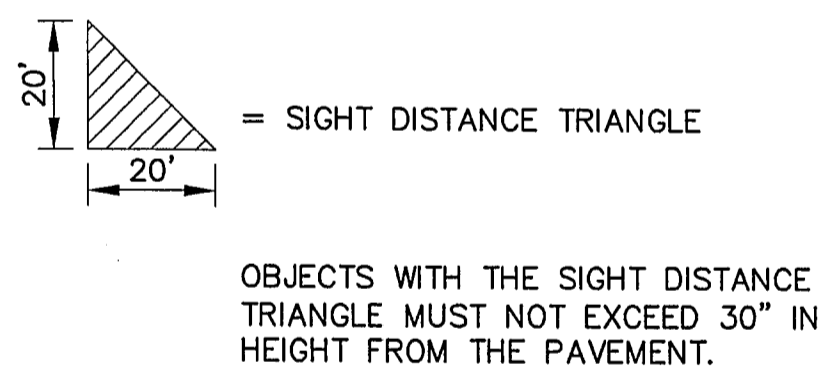 20'
= SIGHT DISTANCE TRIANGLE
20'
OBJECTS WITH THE SIGHT DISTANCE
TRIANGLE MUST NOT EXCEED 30" IN
HEIGHT FROM THE PAVEMENT.